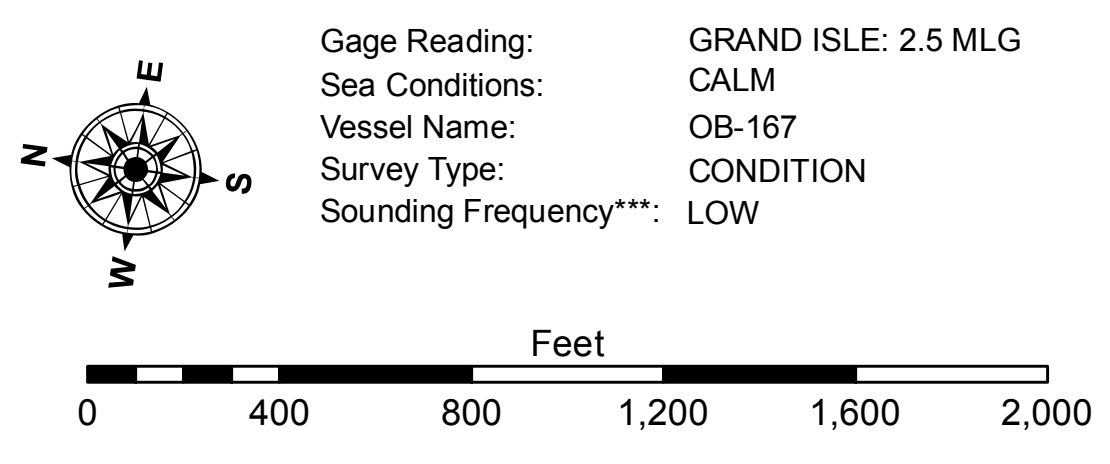 E
N
S
W
Gage Reading: GRAND ISLE: 2.5 MLG
Sea Conditions: CALM
Vessel Name: OB-167
Survey Type: CONDITION
Sounding Frequency***: LOW
Feet
0 400 800 1,200 1,600 2,000